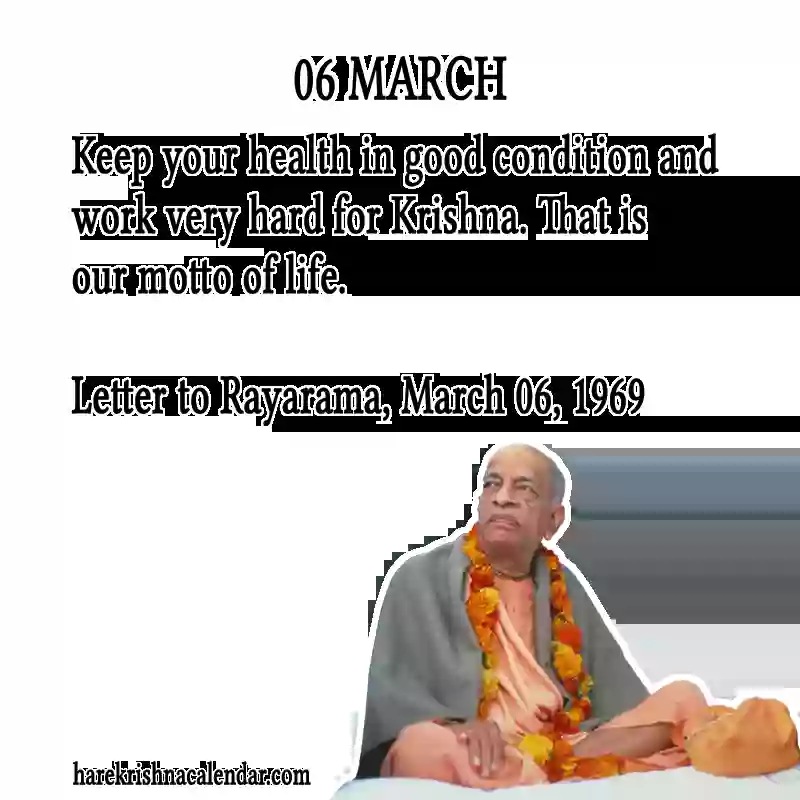 06 MARCH
Keep your health in good condition and
work very hard for Krishna. That is
our motto of life.
Letter to Rayarama, March 06, 1969
harekrishnacalendar.com